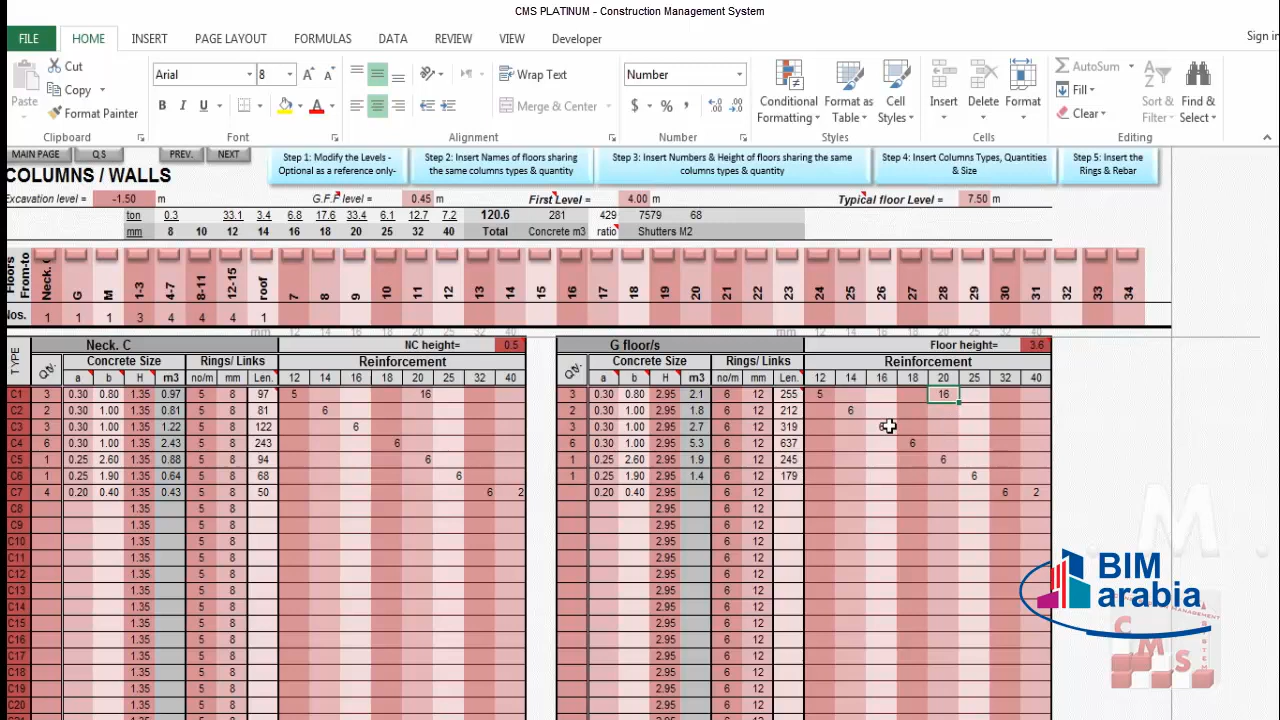 CMS PLATINUM - Construction Management System
FILE HOME INSERT PAGE LAYOUT FORMULAS DATA REVIEW VIEW Developer Sign in
Cut
Copy
Format Painter
Paste
Clipboard
Arial 8
B I U
Font
Wrap Text
Merge & Center
Alignment
Number
$ % ,
Number
Conditional Formatting
Format as Table
Cell Styles
Styles
Insert Delete Format
Cells
AutoSum
Fill
Clear
Sort & Filter
Find & Select
Editing
MAIN PAGE Q S PREV. NEXT
COLUMNS / WALLS
Step 1: Modify the Levels - Optional as a reference only-
Step 2: Insert Names of floors sharing the same columns types & quantity
Step 3: Insert Numbers & Height of floors sharing the same columns types & quantity
Step 4: Insert Columns Types, Quantities & Size
Step 5: Insert the Rings & Rebar
Excavation level = -1.50 m G.F.F level = 0.45 m First Level = 4.00 m Typical floor Level = 7.50 m
ton 0.3 33.1 3.4 6.8 17.6 33.4 6.1 12.7 7.2 120.6 281 429 7579 68
mm 8 10 12 14 16 18 20 25 32 40 Total Concrete m3 ratio Shutters M2
Floors From-to Neck. G M 1-3 4-7 8-11 12-15 roof 7 8 9 10 11 12 13 14 15 16 17 18 19 20 21 22 23 24 25 26 27 28 29 30 31 32 33 34
Nos. 1 1 1 3 4 4 4 1
mm 12 14 16 18 20 25 32 40 mm 12 14 16 18 20 25 32 40
TYPE Neck. C NC height= 0.5 G floor/s Floor height= 3.6
Qty. Concrete Size Rings/ Links Reinforcement Qty. Concrete Size Rings/ Links Reinforcement
a b H m3 no/m mm Len. 12 14 16 18 20 25 32 40 a b H m3 no/m mm Len. 12 14 16 18 20 25 32 40
C1 3 0.30 0.80 1.35 0.97 5 8 97 5 16 3 0.30 0.80 2.95 2.1 6 12 255 5 16
C2 2 0.30 1.00 1.35 0.81 5 8 81 6 2 0.30 1.00 2.95 1.8 6 12 212 6
C3 3 0.30 1.00 1.35 1.22 5 8 122 6 3 0.30 1.00 2.95 2.7 6 12 319 6
C4 6 0.30 1.00 1.35 2.43 5 8 243 6 6 0.30 1.00 2.95 5.3 6 12 637 6
C5 1 0.25 2.60 1.35 0.88 5 8 94 6 1 0.25 2.60 2.95 1.9 6 12 245 6
C6 1 0.25 1.90 1.35 0.64 5 8 68 6 1 0.25 1.90 2.95 1.4 6 12 179 6
C7 4 0.20 0.40 1.35 0.43 5 8 50 6 2 0.20 0.40 2.95 6 12 6 2
C8 1.35 5 8 2.95 6 12
C9 1.35 5 8 2.95 6 12
C10 1.35 5 8 2.95 6 12
C11 1.35 5 8 2.95 6 12
C12 1.35 5 8 2.95 6 12
C13 1.35 5 8 2.95 6 12
C14 1.35 5 8 2.95 6 12
C15 1.35 5 8 2.95 6 12
C16 1.35 5 8 2.95 6 12
C17 1.35 5 8 2.95 6 12
C18 1.35 5 8 2.95 6 12
C19 1.35 5 8 2.95 6 12
C20 1.35 5 8 2.95 6 12
BIM
arabia
C
M
S